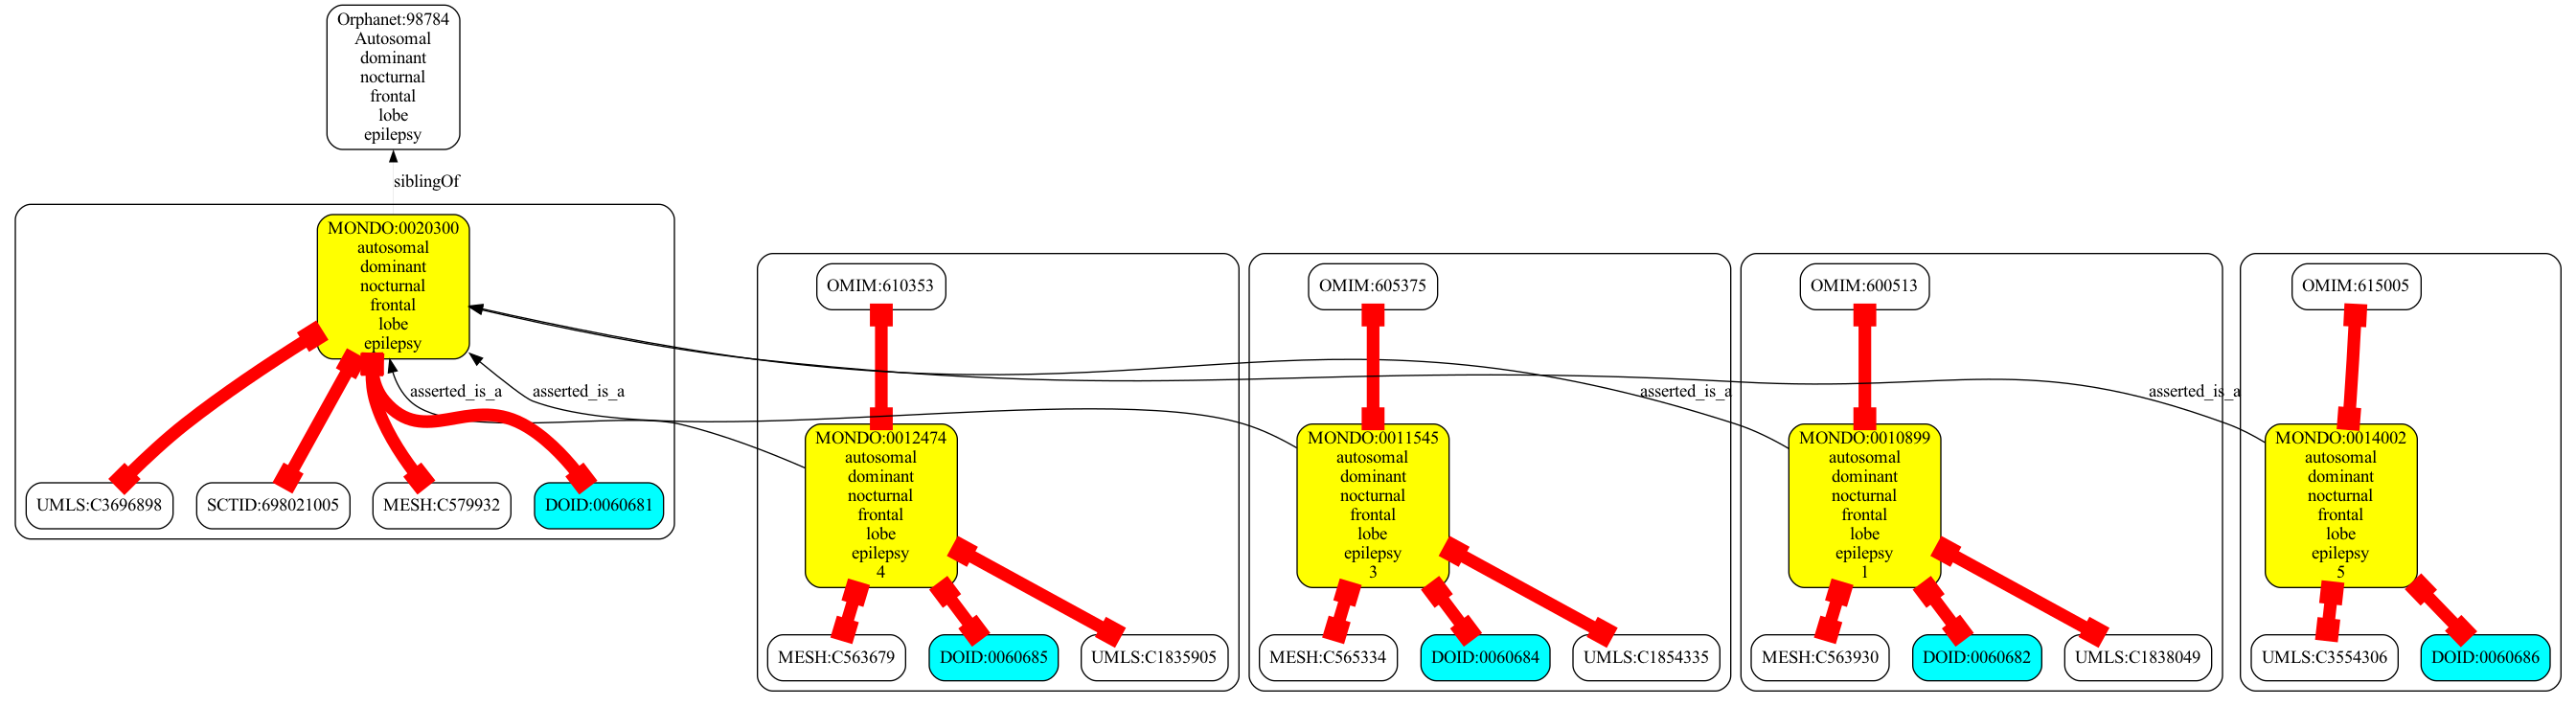 Orphanet:98784
Autosomal
dominant
nocturnal
frontal
lobe
epilepsy
siblingOf
MONDO:0020300
autosomal
dominant
nocturnal
frontal
lobe
epilepsy
OMIM:610353
OMIM:605375
OMIM:600513
OMIM:615005
asserted_is_a
asserted_is_a
asserted_is_a
asserted_is_a
UMLS:C3696898
SCTID:698021005
MESH:C579932
DOID:0060681
MONDO:0012474
autosomal
dominant
nocturnal
frontal
lobe
epilepsy
4
MONDO:0011545
autosomal
dominant
nocturnal
frontal
lobe
epilepsy
3
MONDO:0010899
autosomal
dominant
nocturnal
frontal
lobe
epilepsy
1
MONDO:0014002
autosomal
dominant
nocturnal
frontal
lobe
epilepsy
5
MESH:C563679
DOID:0060685
UMLS:C1835905
MESH:C565334
DOID:0060684
UMLS:C1854335
MESH:C563930
DOID:0060682
UMLS:C1838049
UMLS:C3554306
DOID:0060686